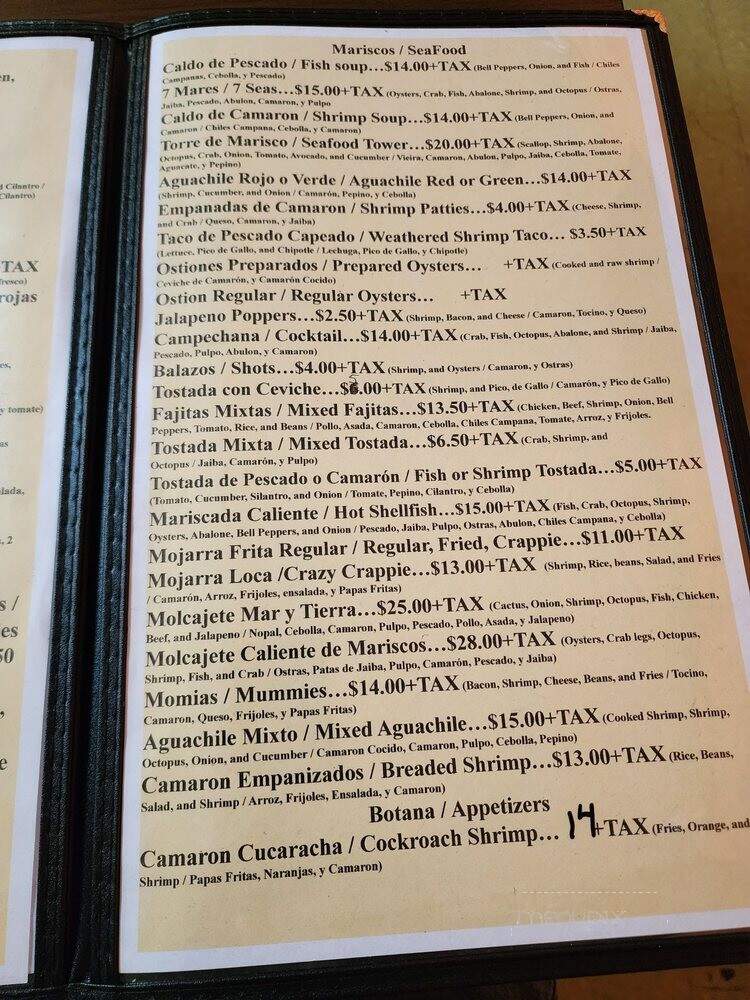 en,
d Cilantro /
Cilantro)
TAX
fresco)
rojas
es,
y tomate)
as
lada,
, 2
s /
es
50
,
e
Mariscos / SeaFood
Caldo de Pescado / Fish soup...$14.00+TAX (Bell Peppers, Onion, and Fish / Chiles
Campanas, Cebolla, y Pescado)
7 Mares / 7 Seas...$15.00+TAX (Oysters, Crab, Fish, Abalone, Shrimp, and Octopus / Ostras,
Jaiba, Pescado, Abulon, Camaron, y Pulpo
Caldo de Camaron / Shrimp Soup...$14.00+TAX (Bell Peppers, Onion, and
Camaron / Chiles Campana, Cebolla, y Camaron)
Torre de Marisco / Seafood Tower...$20.00+TAX (Scallop, Shrimp, Abalone,
Octopus, Crab, Onion, Tomato, Avocado, and Cucumber / Vieira, Camaron, Abulon, Pulpo, Jaiba, Cebolla, Tomate,
Aguacate, y Pepino)
Aguachile Rojo o Verde / Aguachile Red or Green...$14.00+TAX
(Shrimp, Cucumber, and Onion / Camarón, Pepino, y Cebolla)
Empanadas de Camaron / Shrimp Patties...$4.00+TAX (Cheese, Shrimp,
and Crab / Queso, Camaron, y Jaiba)
Taco de Pescado Capeado / Weathered Shrimp Taco... $3.50+TAX
(Lettuce, Pico de Gallo, and Chipotle / Lechuga, Pico de Gallo, y Chipotle)
Ostiones Preparados / Prepared Oysters... +TAX (Cooked and raw shrimp /
Ceviche de Camarón, y Camarón Cocido)
Ostion Regular / Regular Oysters... +TAX
Jalapeno Poppers...$2.50+TAX (Shrimp, Bacon, and Cheese / Camaron, Tocino, y Queso)
Campechana / Cocktail...$14.00+TAX (Crab, Fish, Octopus, Abalone, and Shrimp / Jaiba,
Pescado, Pulpo, Abulon, y Camaron)
Balazos / Shots...$4.00+TAX (Shrimp, and Oysters / Camaron, y Ostras)
Tostada con Ceviche...$5.00+TAX (Shrimp, and Pico, de Gallo / Camarón, y Pico de Gallo)
Fajitas Mixtas / Mixed Fajitas...$13.50+TAX (Chicken, Beef, Shrimp, Onion, Bell
Peppers, Tomato, Rice, and Beans / Pollo, Asada, Camaron, Cebolla, Chiles Campana, Tomate, Arroz, y Frijoles.
Tostada Mixta / Mixed Tostada...$6.50+TAX (Crab, Shrimp, and
Octopus / Jaiba, Camarón, y Pulpo)
Tostada de Pescado o Camarón / Fish or Shrimp Tostada...$5.00+TAX
(Tomato, Cucumber, Silantro, and Onion / Tomate, Pepino, Cilantro, y Cebolla)
Mariscada Caliente / Hot Shellfish...$15.00+TAX (Fish, Crab, Octopus, Shrimp,
Oysters, Abalone, Bell Peppers, and Onion / Pescado, Jaiba, Pulpo, Ostras, Abulon, Chiles Campana, y Cebolla)
Mojarra Frita Regular / Regular, Fried, Crappie...$11.00+TAX
Mojarra Loca /Crazy Crappie...$13.00+TAX (Shrimp, Rice, beans, Salad, and Fries
/ Camarón, Arroz, Frijoles, ensalada, y Papas Fritas)
Molcajete Mar y Tierra...$25.00+TAX (Cactus, Onion, Shrimp, Octopus, Fish, Chicken,
Beef, and Jalapeno / Nopal, Cebolla, Camaron, Pulpo, Pescado, Pollo, Asada, y Jalapeno)
Molcajete Caliente de Mariscos...$28.00+TAX (Oysters, Crab legs, Octopus,
Shrimp, Fish, and Crab / Ostras, Patas de Jaiba, Pulpo, Camarón, Pescado, y Jaiba)
Momias / Mummies...$14.00+TAX (Bacon, Shrimp, Cheese, Beans, and Fries / Tocino,
Camaron, Queso, Frijoles, y Papas Fritas)
Aguachile Mixto / Mixed Aguachile...$15.00+TAX (Cooked Shrimp, Shrimp,
Octopus, Onion, and Cucumber / Camaron Cocido, Camaron, Pulpo, Cebolla, Pepino)
Camaron Empanizados / Breaded Shrimp...$13.00+TAX (Rice, Beans,
Salad, and Shrimp / Arroz, Frijoles, Ensalada, y Camaron)
Botana / Appetizers
Camaron Cucaracha / Cockroach Shrimp... 14+TAX (Fries, Orange, and
Shrimp / Papas Fritas, Naranjas, y Camaron)